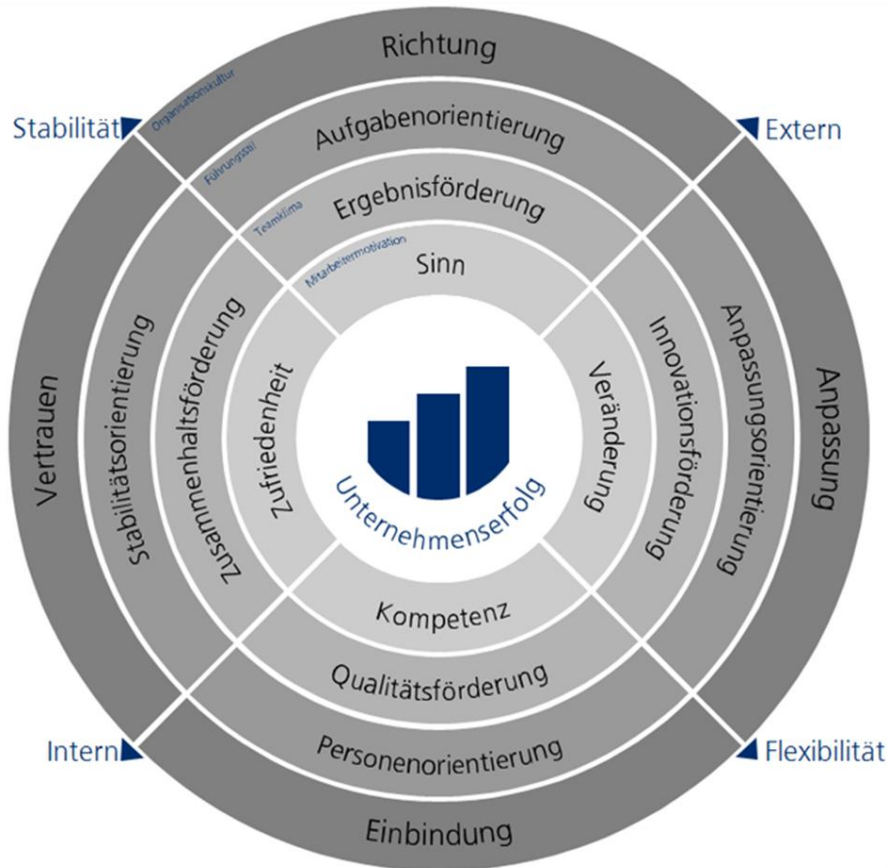 Richtung
Organisationskultur
Stabilität
Extern
Aufgabenorientierung
Führungsstil
Ergebnisförderung
Teamklima
Mitarbeitermotivation
Sinn
Vertrauen
Stabilitätsorientierung
Zusammenhaltsförderung
Zufriedenheit
Unternehmenserfolg
Veränderung
Innovationsförderung
Anpassungsorientierung
Anpassung
Kompetenz
Qualitätsförderung
Personenorientierung
Intern
Flexibilität
Einbindung